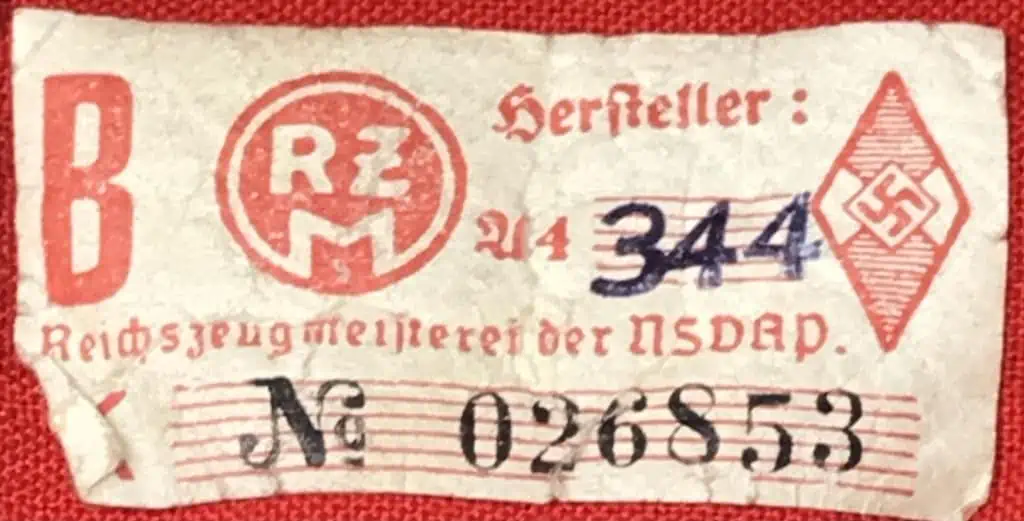 B
RZM
Hersteller:
A4 344
Reichszeugmeisterei der NSDAP.
№ 026853